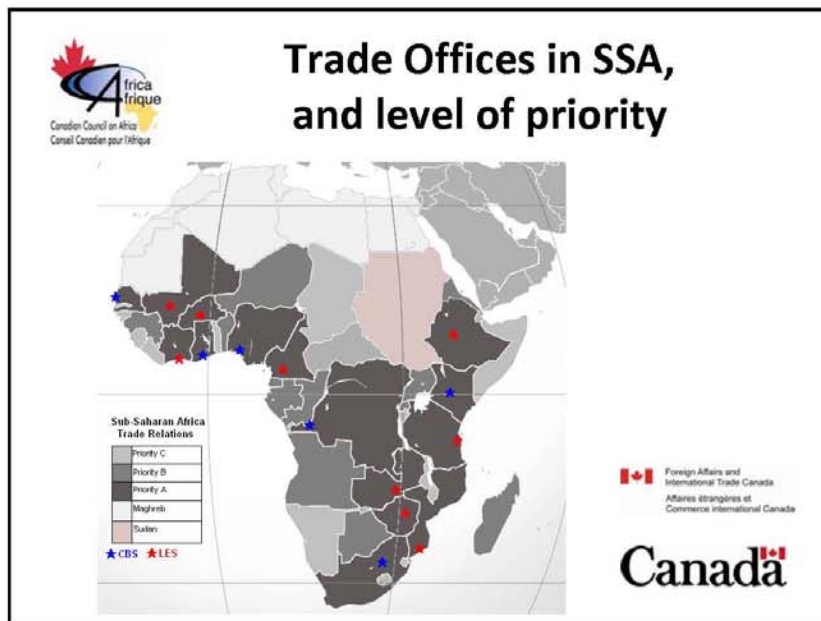 Africa
Afrique
Canadian Council on Africa
Conseil Canadien pour l'Afrique
Trade Offices in SSA,
and level of priority
Sub-Saharan Africa
Trade Relations
Priority C
Priority B
Priority A
Maghreb
Sudan
CBS LES
Foreign Affairs and
International Trade Canada
Affaires étrangères et
Commerce international Canada
Canada